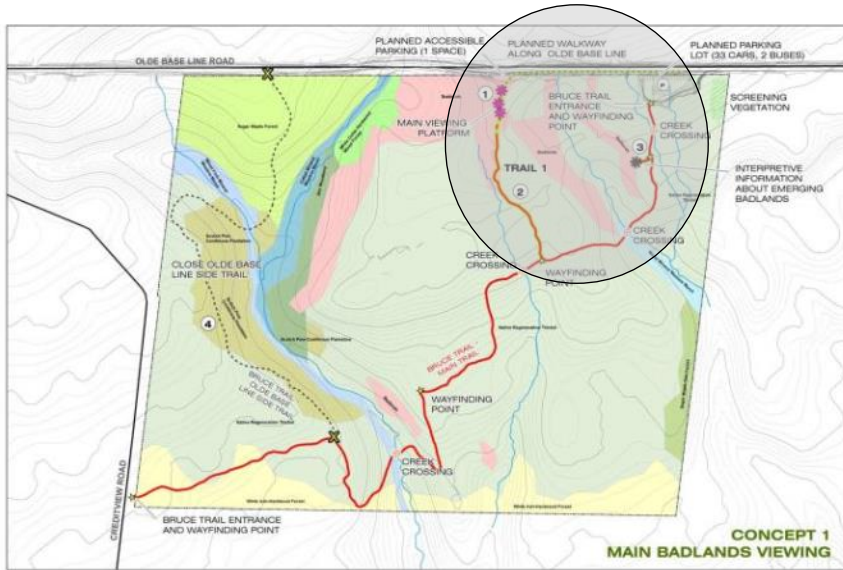 PLANNED ACCESSIBLE
PARKING (1 SPACE)
PLANNED WALKWAY
ALONG OLDE BASE LINE
PLANNED PARKING
LOT (33 CARS, 2 BUSES)
OLDE BASE LINE ROAD
P
1
BRUCE TRAIL
ENTRANCE
AND WAYFINDING
POINT
SCREENING
VEGETATION
MAIN VIEWING
PLATFORM
CREEK
CROSSING
Sugar Maple Forest
3
TRAIL 1
2
INTERPRETIVE
INFORMATION
ABOUT EMERGING
BADLANDS
CREEK
CROSSING
CREEK
CROSSING
WAYFINDING
POINT
CLOSE OLDE BASE
LINE SIDE TRAIL
4
BRUCE TRAIL
OLDE BASE
LINE SIDE TRAIL
BRUCE TRAIL
MAIN TRAIL
WAYFINDING
POINT
CREEK
CROSSING
CREDITVIEW ROAD
BRUCE TRAIL ENTRANCE
AND WAYFINDING POINT
CONCEPT 1
MAIN BADLANDS VIEWING